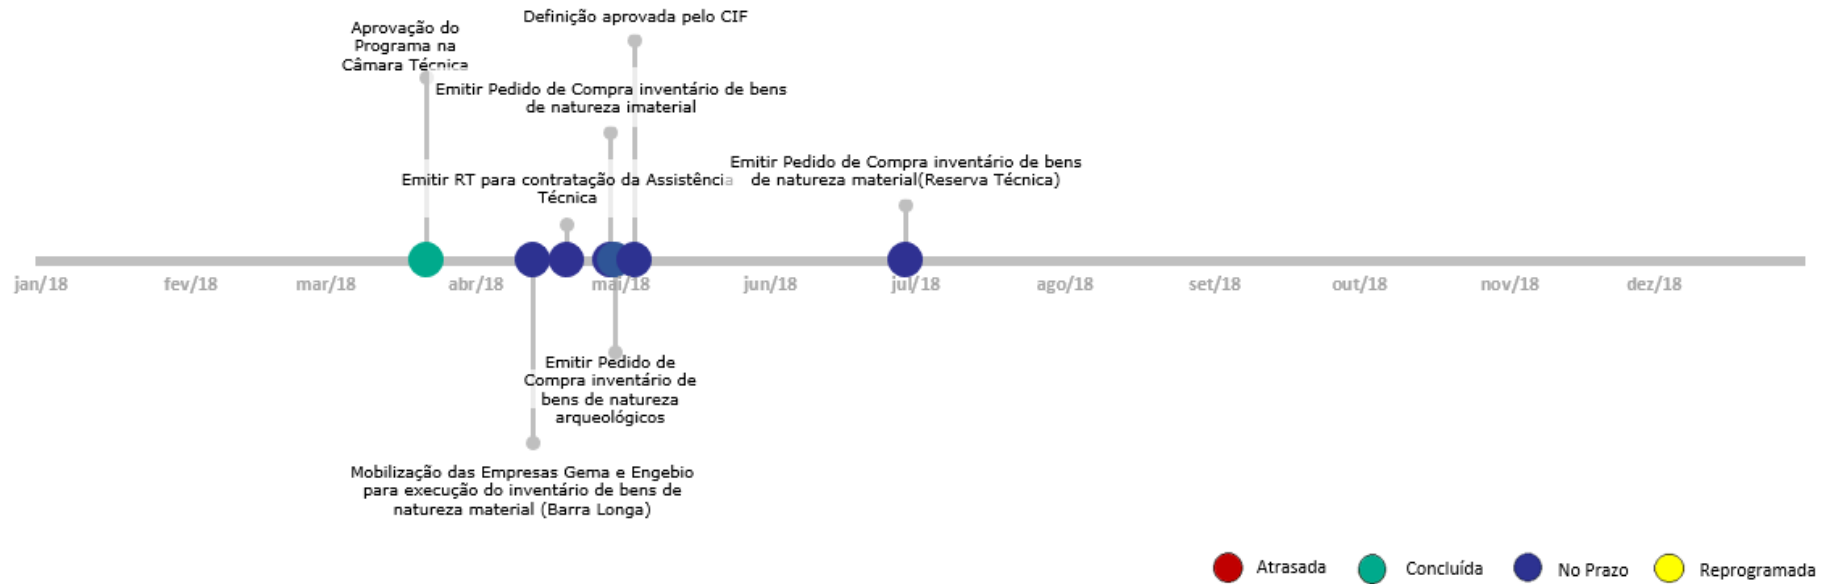 Definição aprovada pelo CIF
Aprovação do
Programa na
Câmara Técnica
Emitir Pedido de Compra inventário de bens
de natureza imaterial
Emitir Pedido de Compra inventário de bens
de natureza material(Reserva Técnica)
Emitir RT para contratação da Assistência
Técnica
jan/18
fev/18
mar/18
abr/18
mai/18
jun/18
jul/18
ago/18
set/18
out/18
nov/18
dez/18
Emitir Pedido de
Compra inventário de
bens de natureza
arqueológicos
Mobilização das Empresas Gema e Engebio
para execução do inventário de bens de
natureza material (Barra Longa)
Atrasada
Concluída
No Prazo
Reprogramada